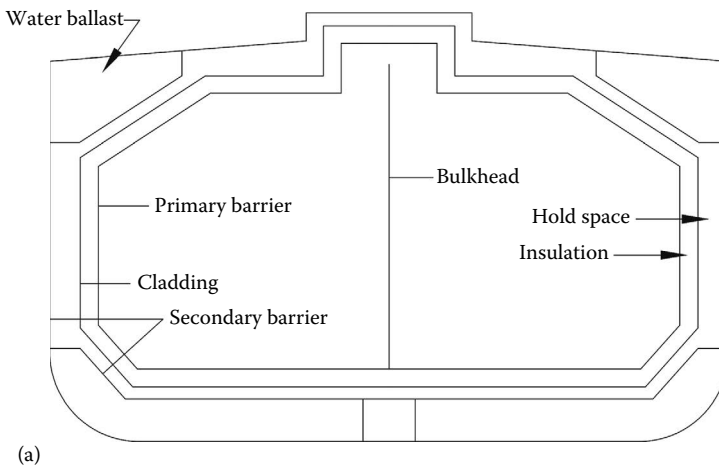 Water ballast
Bulkhead
Primary barrier
Hold space
Insulation
Cladding
Secondary barrier
(a)